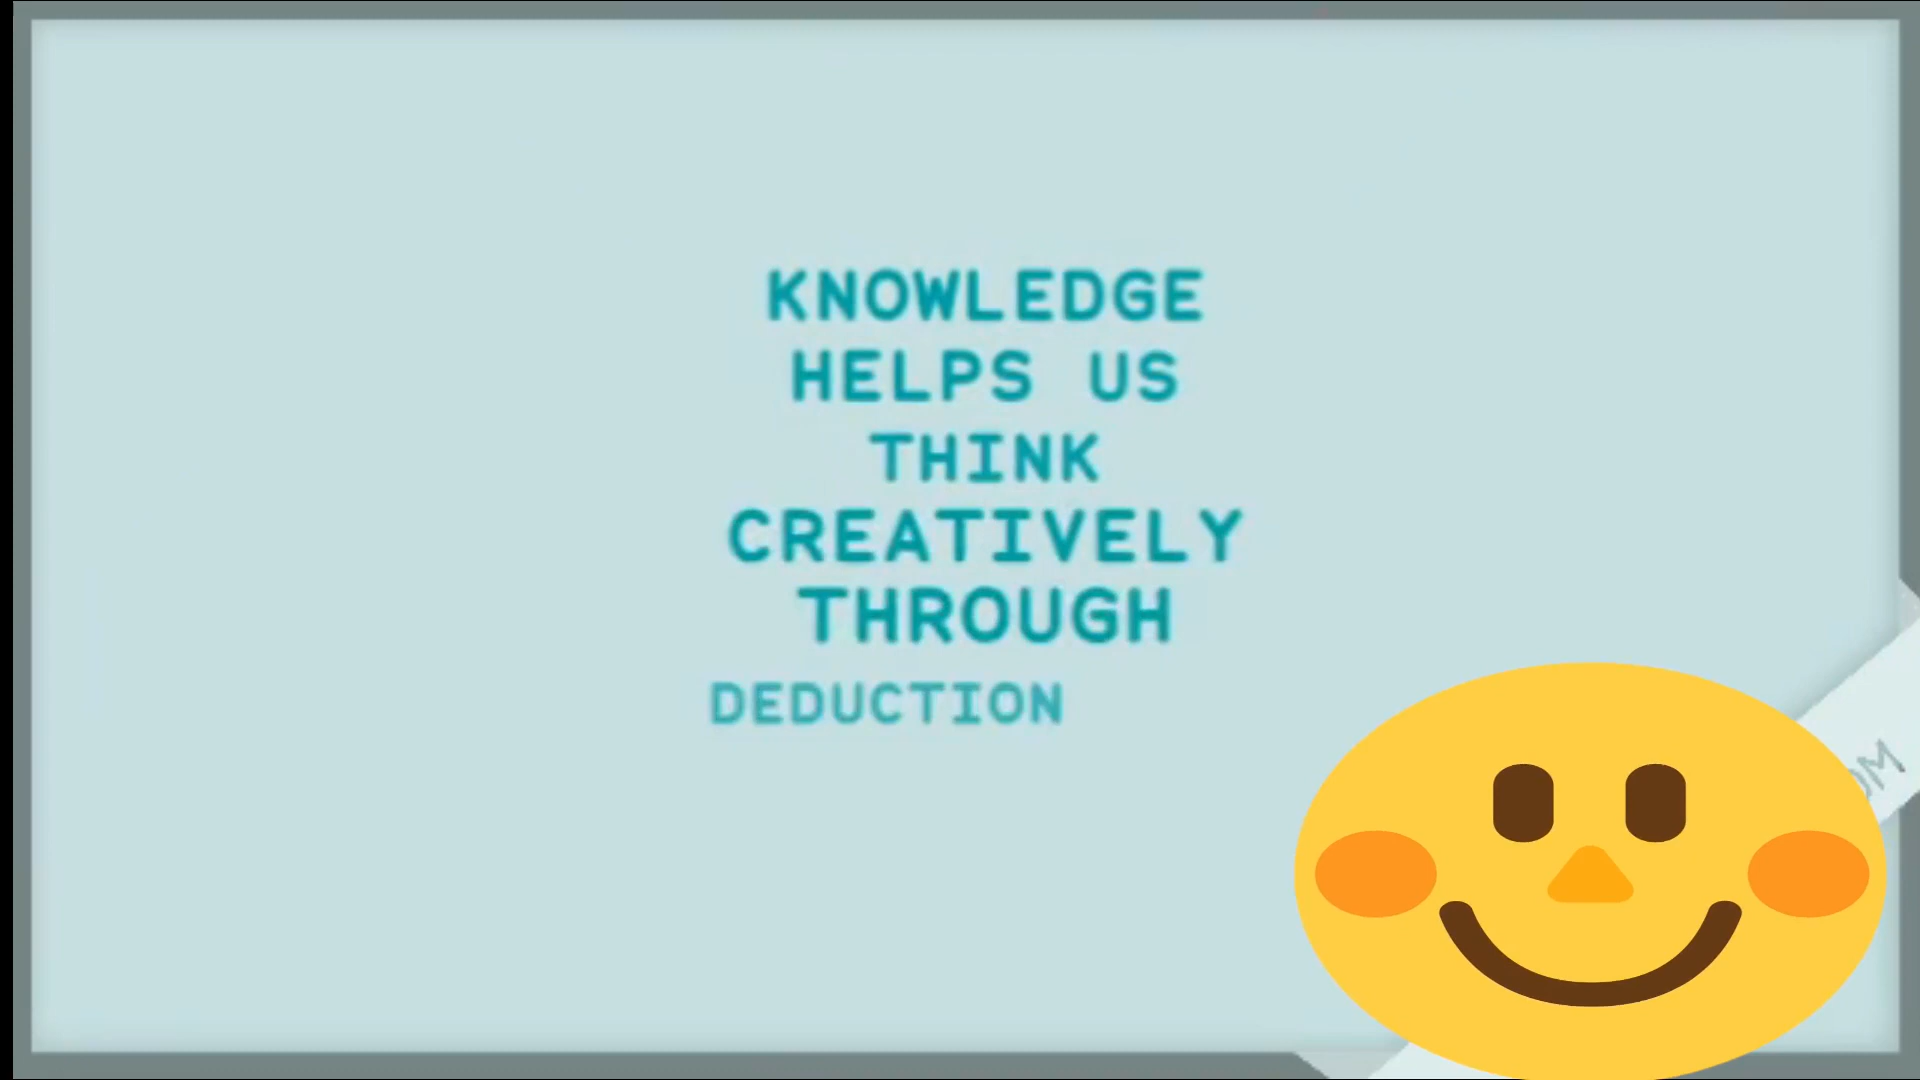 KNOWLEDGE
HELPS US
THINK
CREATIVELY
THROUGH
DEDUCTION